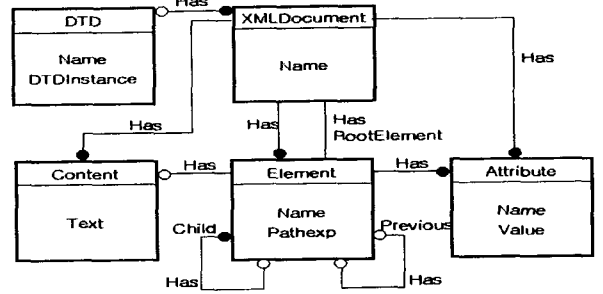 Has
DTD
Name
DTDInstance
XMLDocument
Name
Has
Has
Has
Has
RootElement
Content
Text
Has
Element
Name
Pathexp
Has
Attribute
Name
Value
Child
Has
Previous
Has